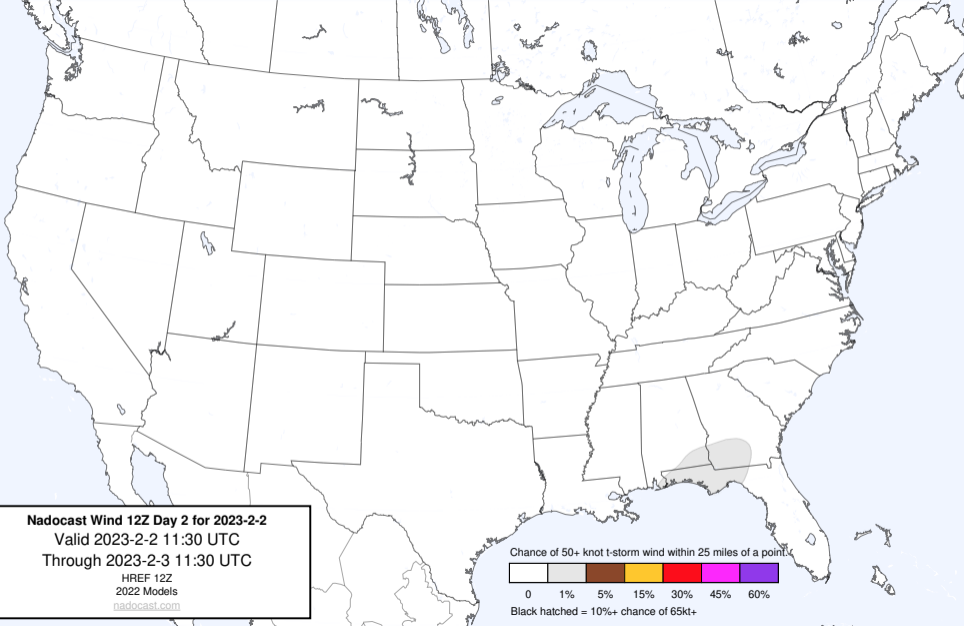 Nadocast Wind 12Z Day 2 for 2023-2-2
Valid 2023-2-2 11:30 UTC
Through 2023-2-3 11:30 UTC
HREF 12Z
2022 Models
nadocast.com
Chance of 50+ knot t-storm wind within 25 miles of a point.
0 1% 5% 15% 30% 45% 60%
Black hatched = 10%+ chance of 65kt+